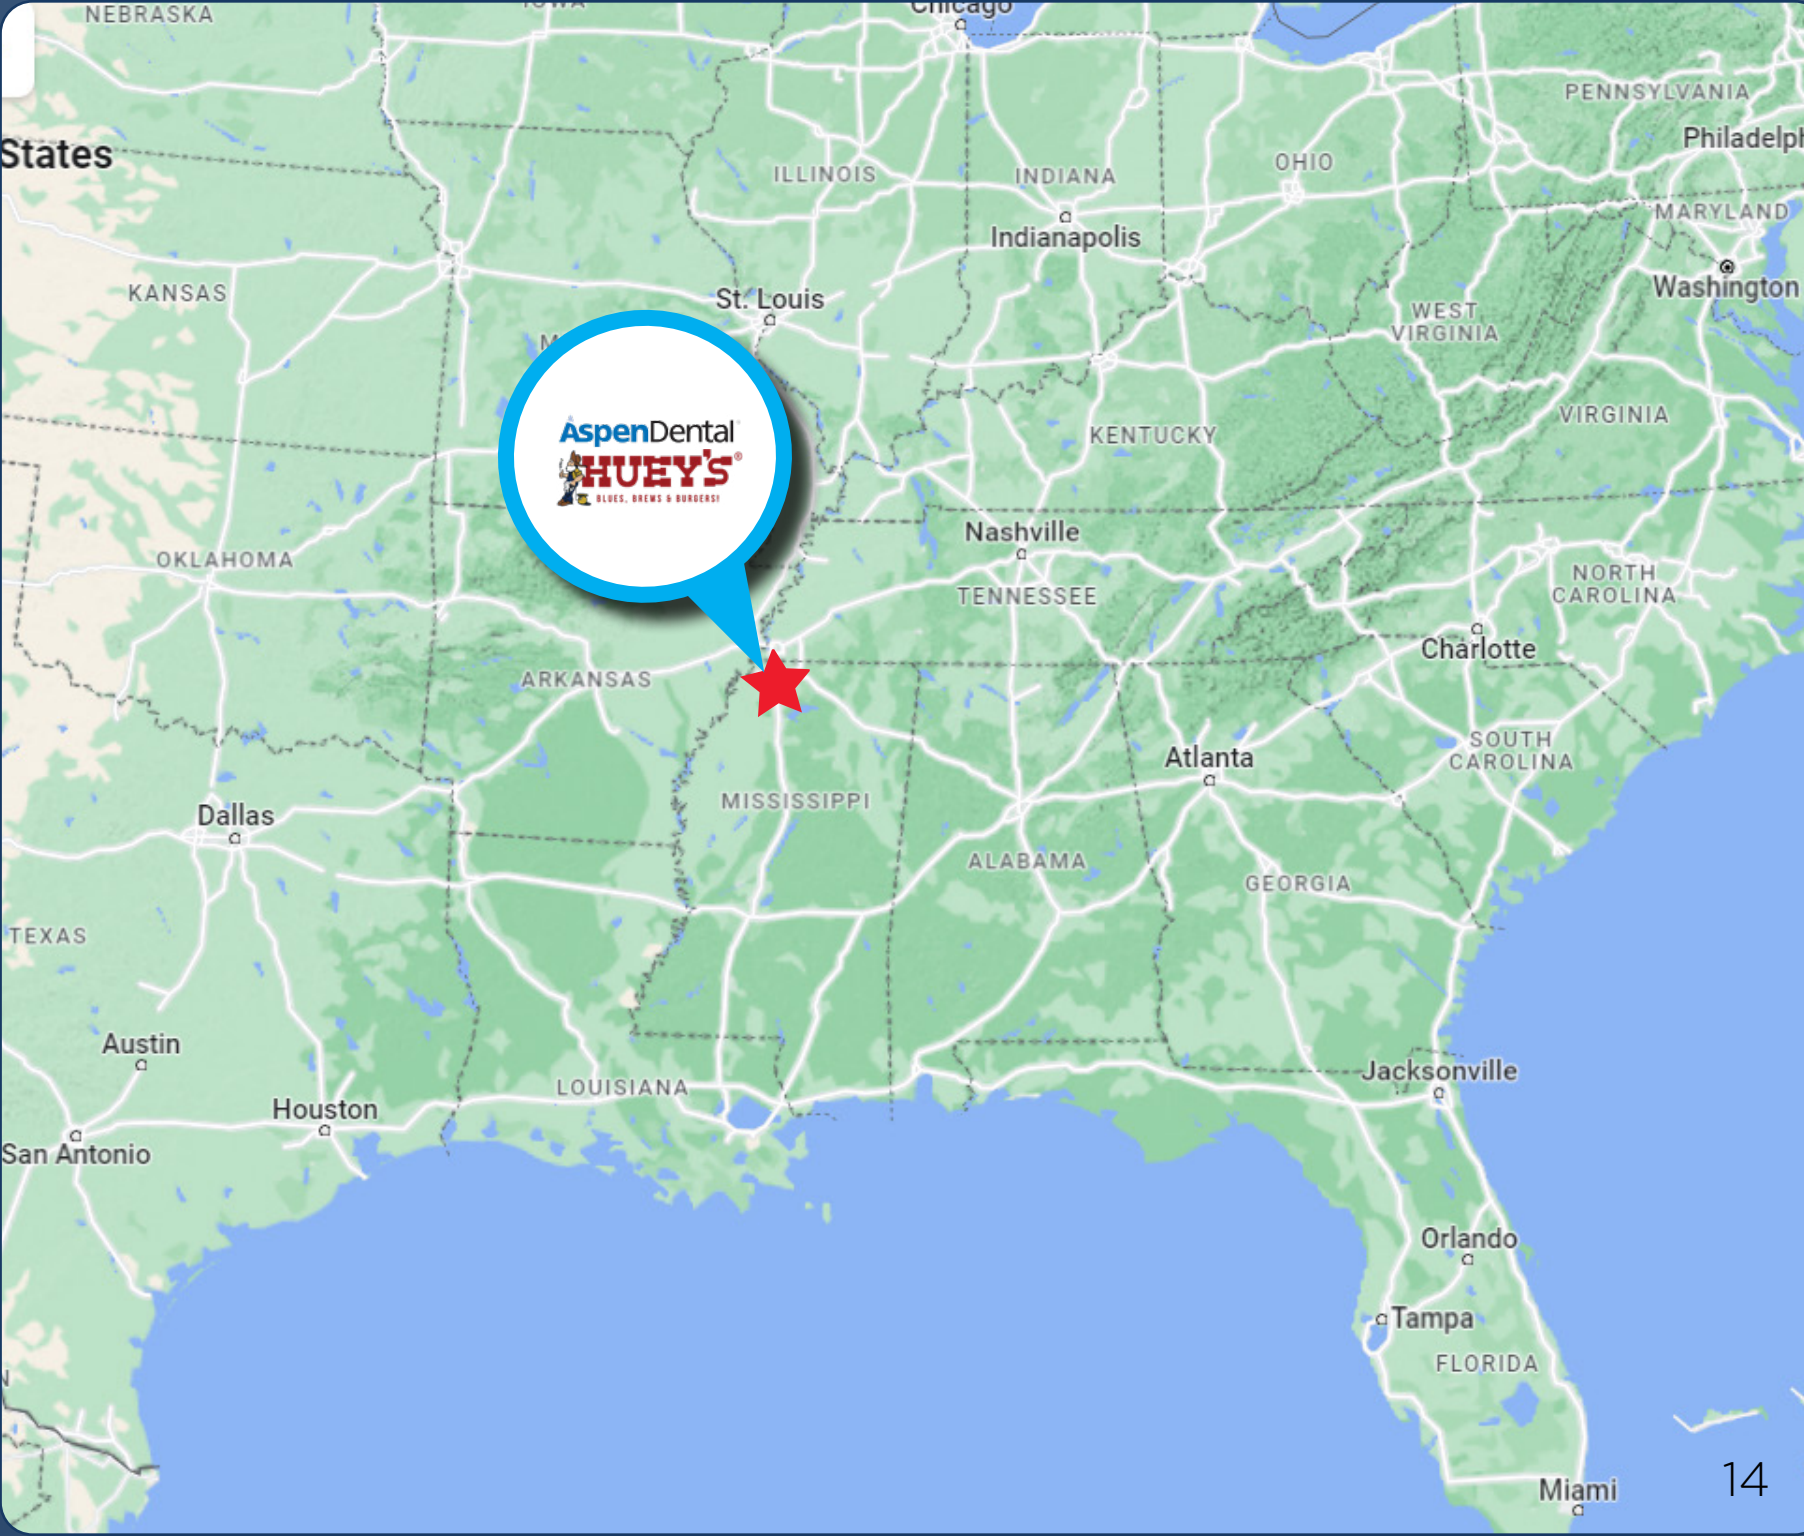 NEBRASKA
IOWA
Chicago
PENNSYLVANIA
States
Philadelph
ILLINOIS
INDIANA
OHIO
MARYLAND
Indianapolis
Washington
KANSAS
St. Louis
WEST
VIRGINIA
M
AspenDental
HUEY'S®
BLUES, BREWS & BURGERS!
VIRGINIA
KENTUCKY
Nashville
OKLAHOMA
TENNESSEE
NORTH
CAROLINA
Charlotte
ARKANSAS
Atlanta
SOUTH
CAROLINA
Dallas
MISSISSIPPI
ALABAMA
GEORGIA
TEXAS
Austin
Jacksonville
LOUISIANA
Houston
San Antonio
Orlando
Tampa
FLORIDA
N
Miami
14